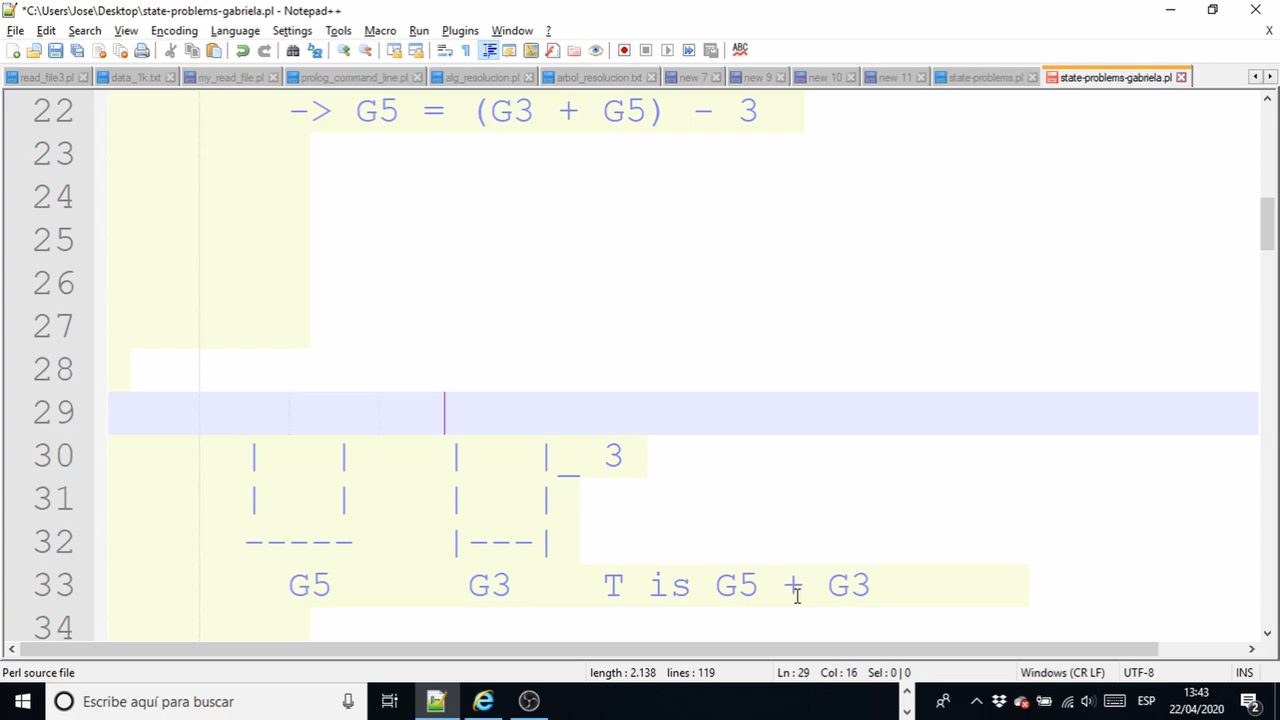 *C:\Users\Jose\Desktop\state-problems-gabriela.pl - Notepad++
File Edit Search View Encoding Language Settings Tools Macro Run Plugins Window ? X
read_file3.pl data_1k.txt my_read_file.pl prolog_command_line.pl alg_resolucion.pl arbol_resolucion.txt new 7 new 9 new 10 new 11 state-problems.pl state-problems-gabriela.pl
22 -> G5 = (G3 + G5) - 3
23
24
25
26
27
28
29
30 | | | |_ 3
31 | | | |
32 ----- |---|
33 G5 G3 T is G5 + G3
34
Perl source file length : 2.138 lines : 119 Ln : 29 Col : 16 Sel : 0 | 0 Windows (CR LF) UTF-8 INS
Escribe aquí para buscar ESP 13:43
22/04/2020 2